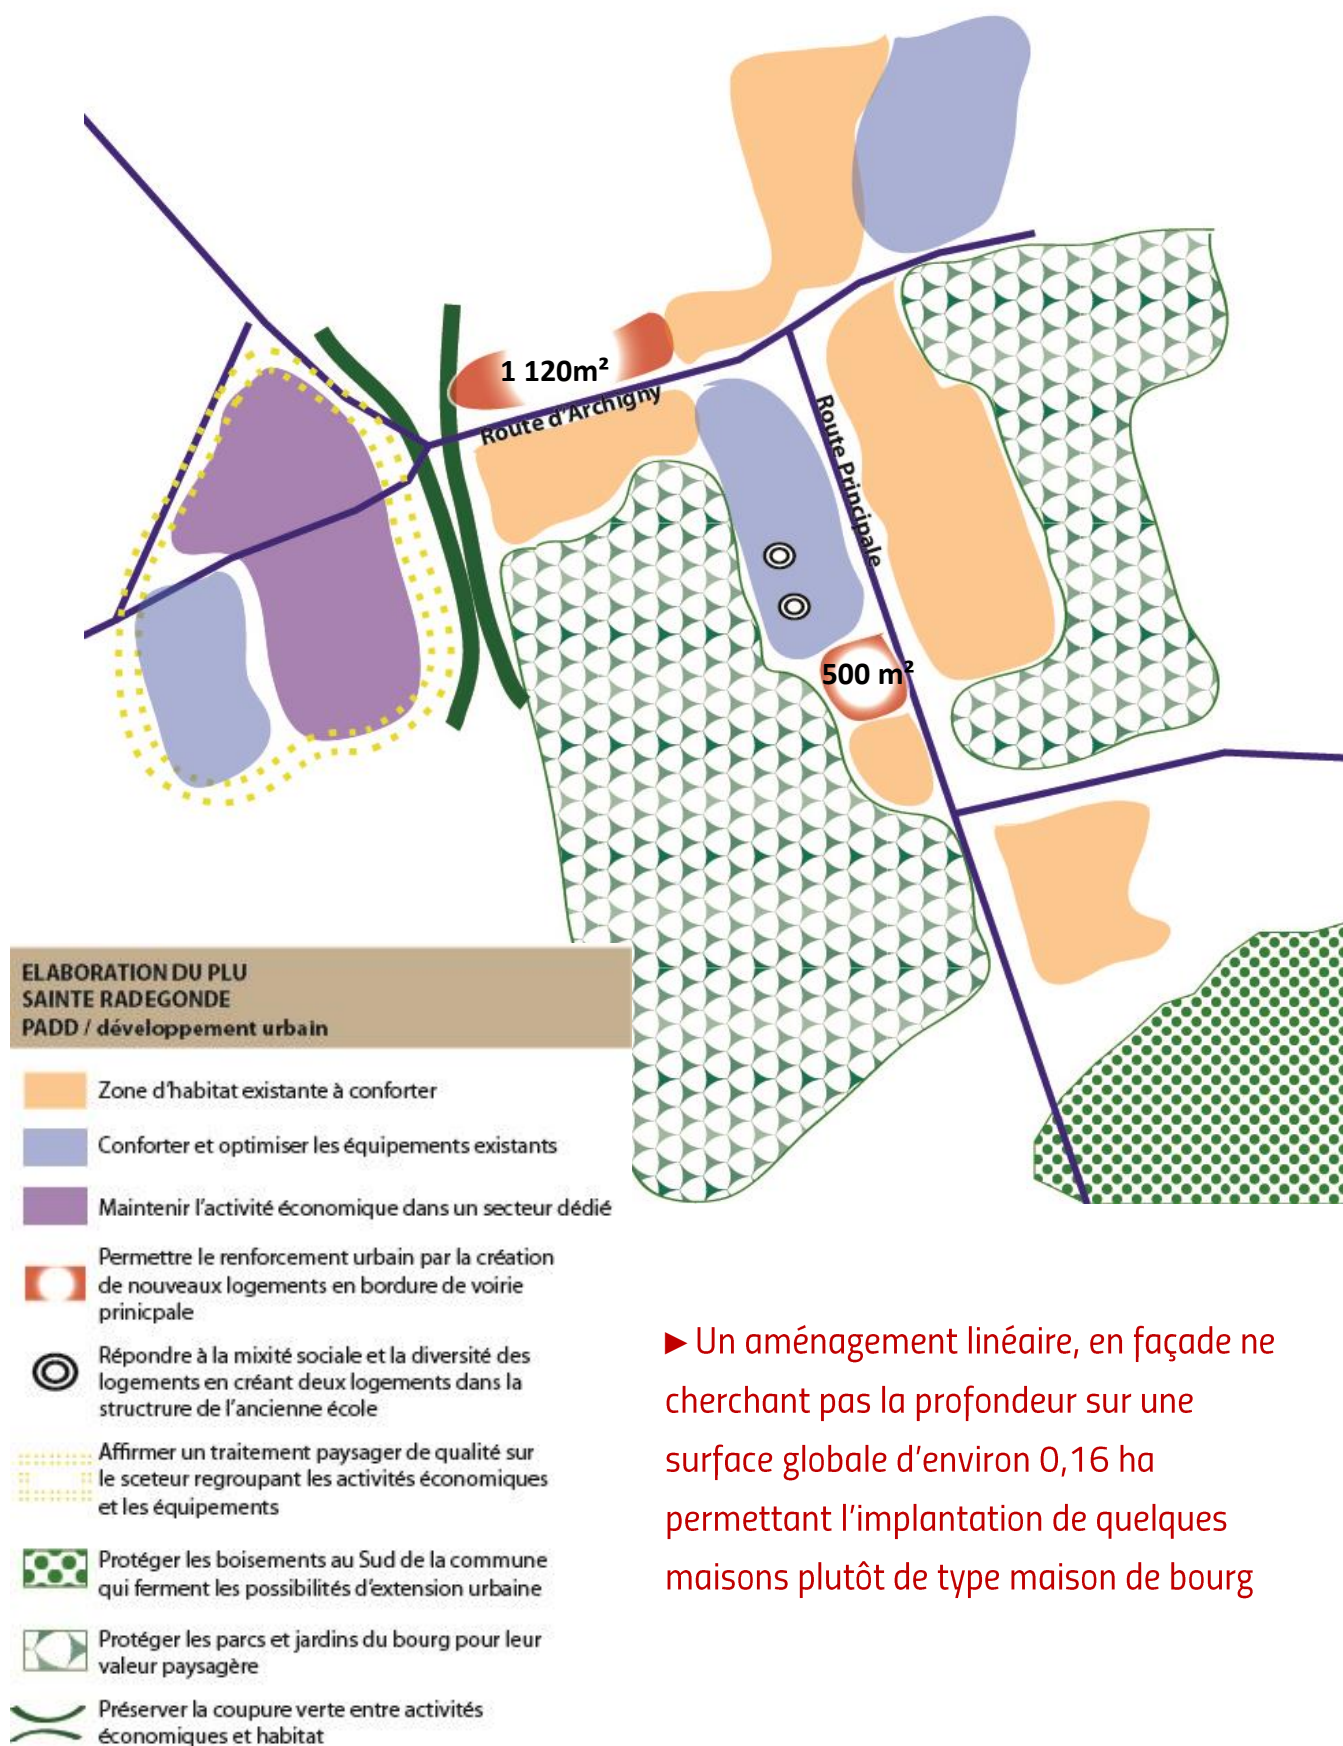 1 120m²
Route d'Archigny
Route Principale
500 m²
ELABORATION DU PLU
SAINTE RADEGONDE
PADD / développement urbain
Zone d'habitat existante à conforter
Conforter et optimiser les équipements existants
Maintenir l'activité économique dans un secteur dédié
Permettre le renforcement urbain par la création
de nouveaux logements en bordure de voirie
prinicpale
Répondre à la mixité sociale et la diversité des
logements en créant deux logements dans la
structrure de l'ancienne école
Affirmer un traitement paysager de qualité sur
le sceteur regroupant les activités économiques
et les équipements
Protéger les boisements au Sud de la commune
qui ferment les possibilités d'extension urbaine
Protéger les parcs et jardins du bourg pour leur
valeur paysagère
Préserver la coupure verte entre activités
économiques et habitat
►Un aménagement linéaire, en façade ne
cherchant pas la profondeur sur une
surface globale d'environ 0,16 ha
permettant l'implantation de quelques
maisons plutôt de type maison de bourg